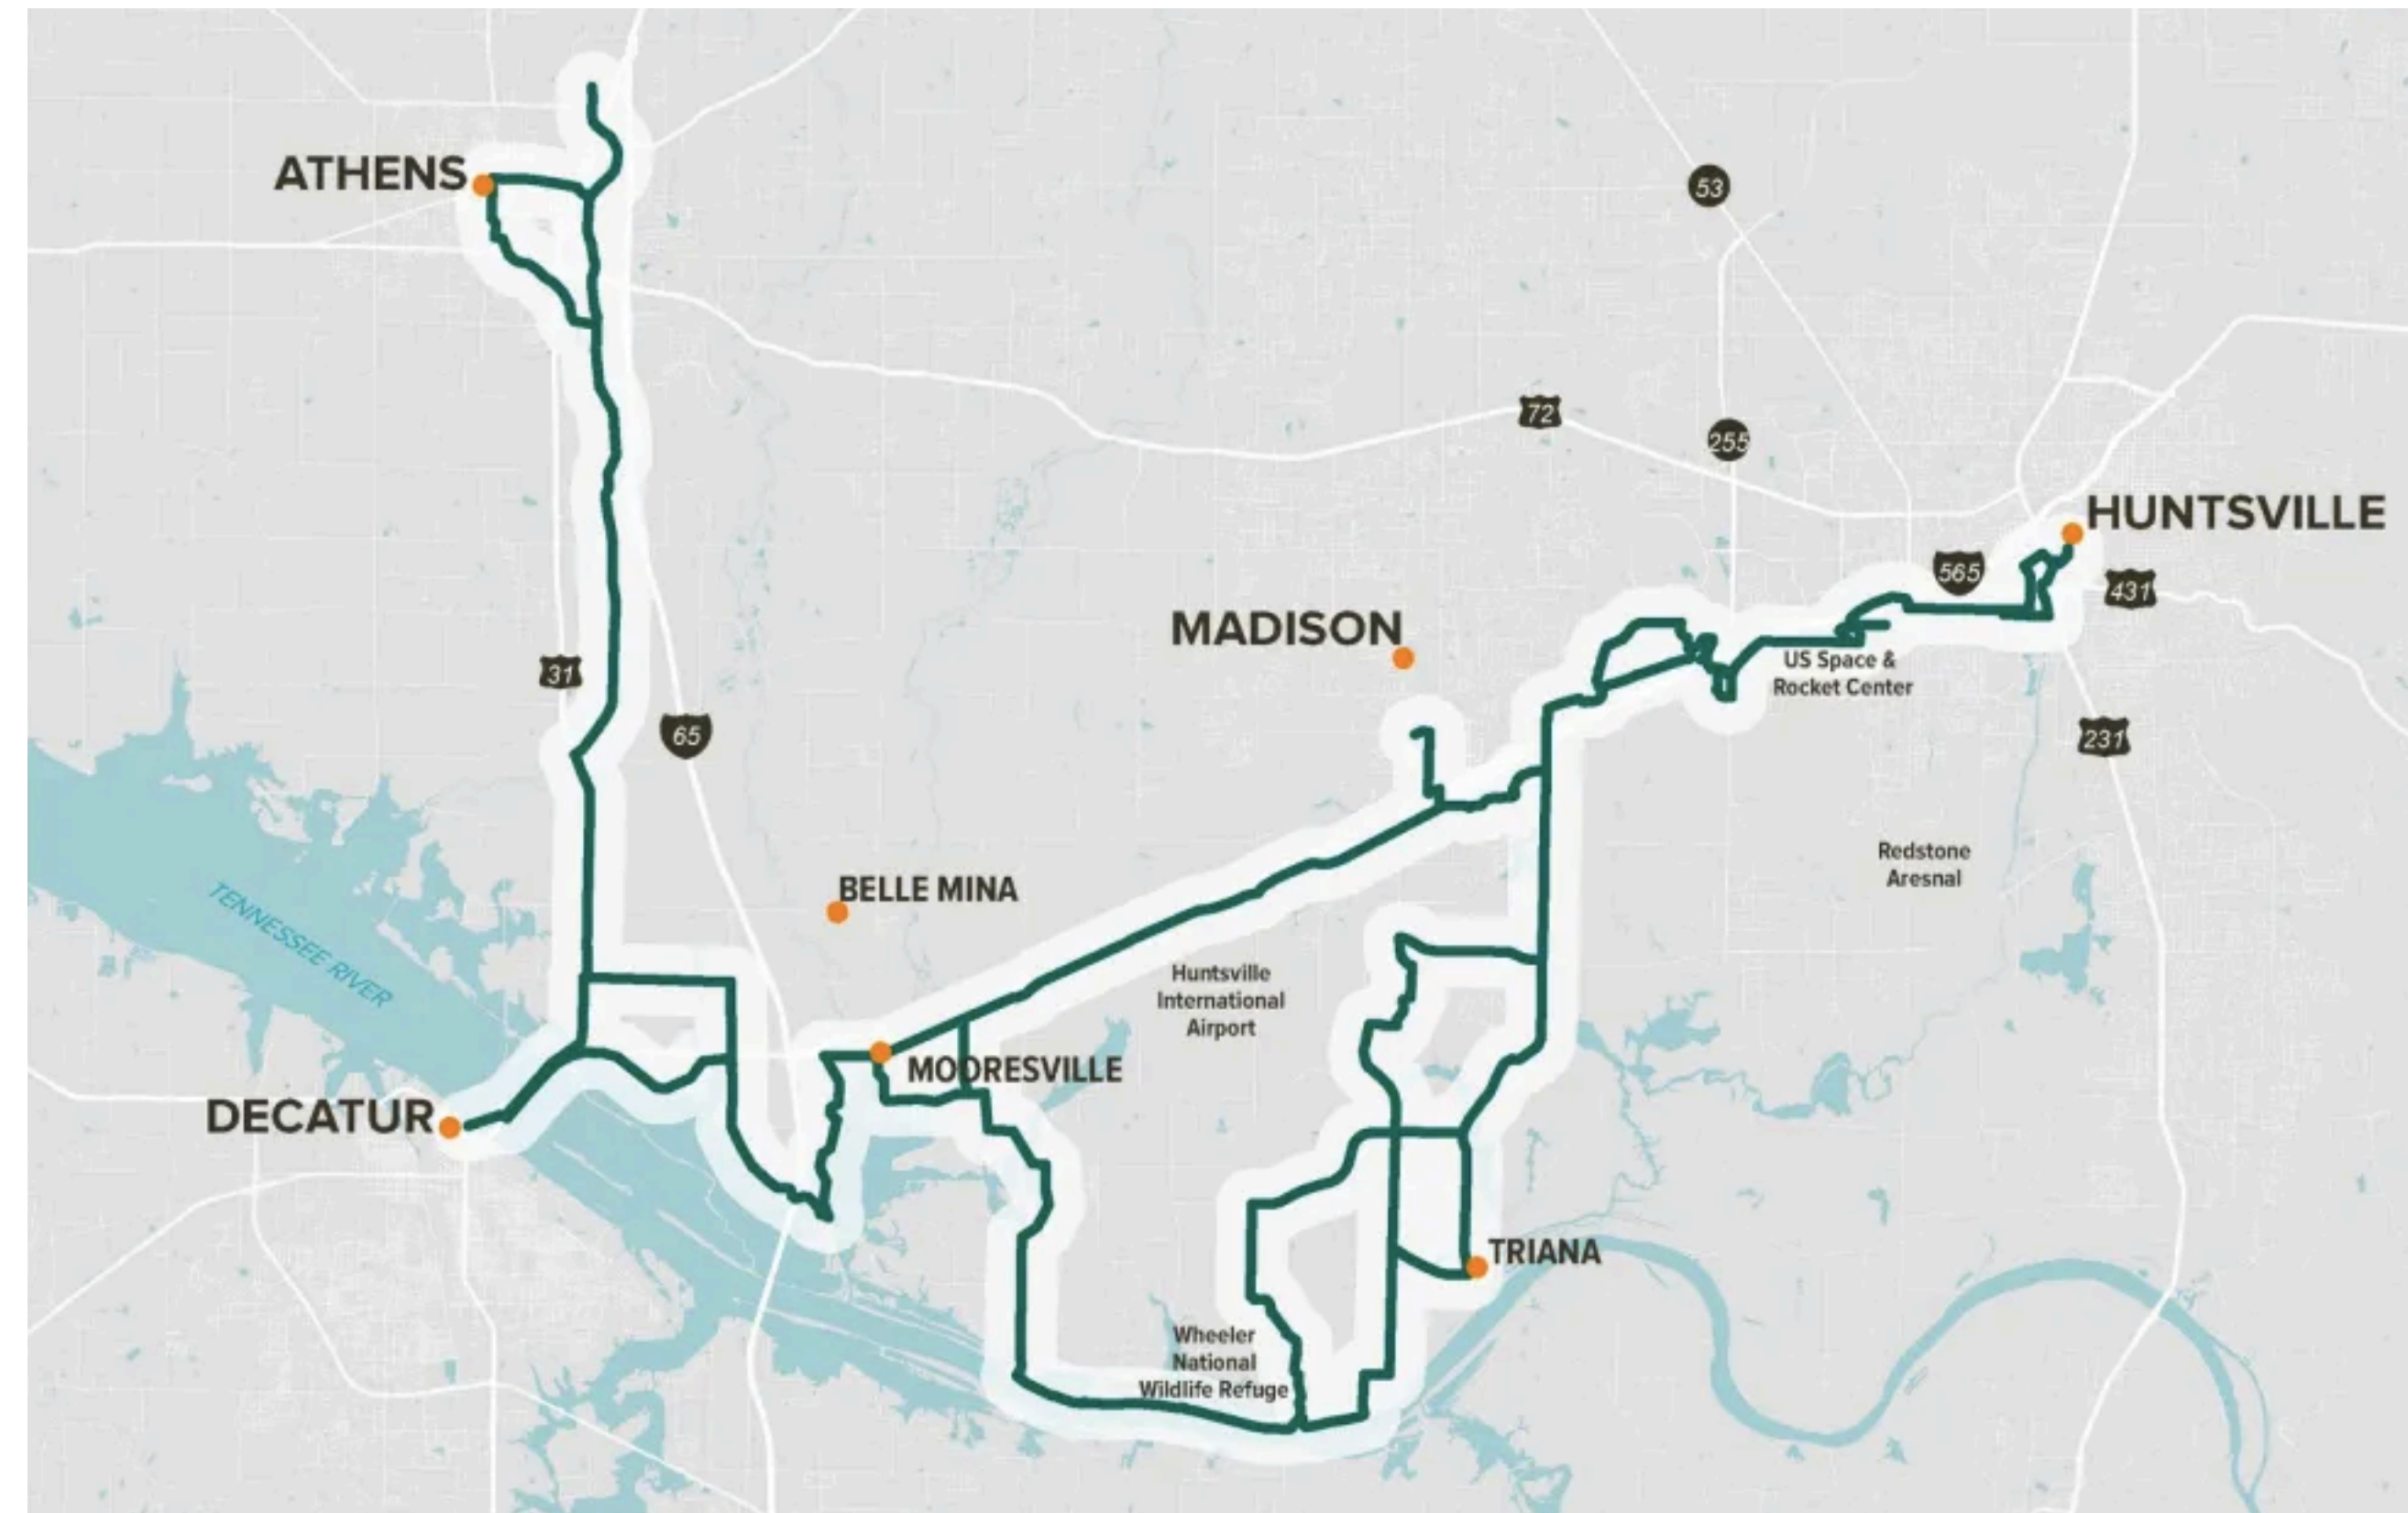 ATHENS
53
72
255
HUNTSVILLE
565
431
MADISON
US Space &
Rocket Center
31
65
231
Redstone
Aresnal
BELLE MINA
TENNESSEE RIVER
Huntsville
International
Airport
MOORESVILLE
DECATUR
TRIANA
Wheeler
National
Wildlife Refuge